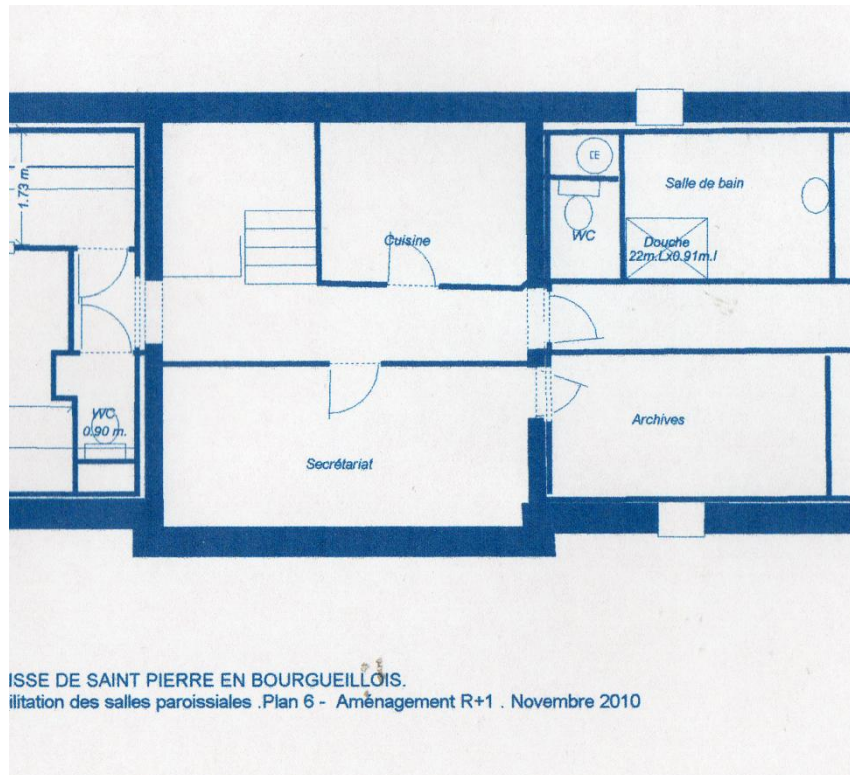 1.73 m.
CE
Salle de bain
Cuisine
WC
Douche
22m.Lx0.91m.l
WC
0.90 m.
Archives
Secrétariat
ISSE DE SAINT PIERRE EN BOURGUEILLOIS.
ilitation des salles paroissiales .Plan 6 - Aménagement R+1 . Novembre 2010